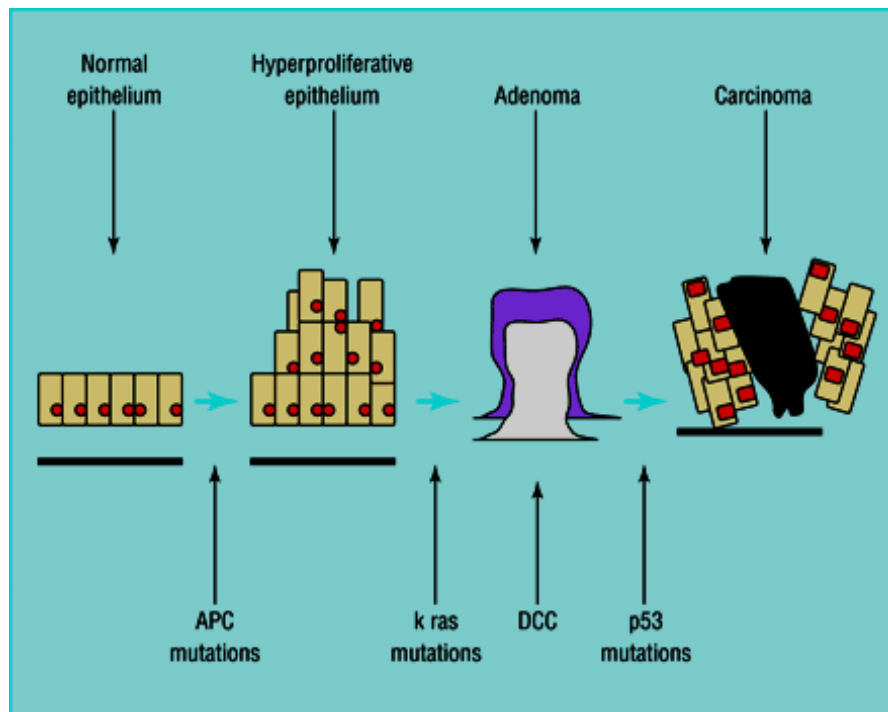 Normal
epithelium
Hyperproliferative
epithelium
Adenoma
Carcinoma
APC
mutations
k ras
mutations
DCC
p53
mutations